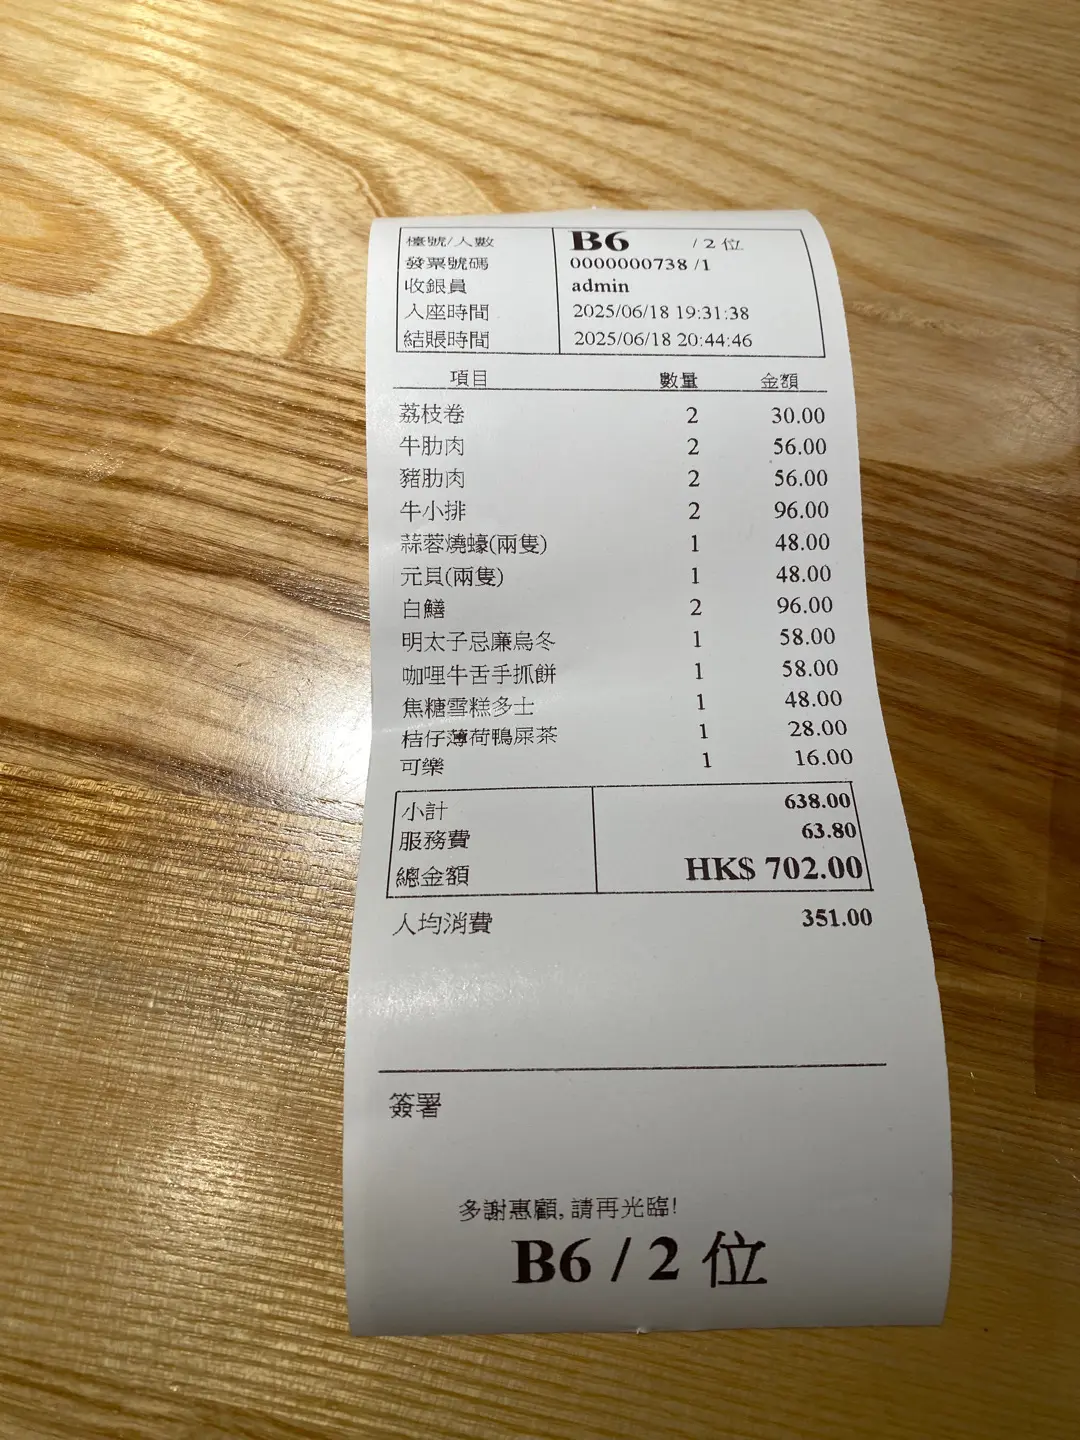 檯號/人數 B6 / 2 位
發票號碼 0000000738 /1
收銀員 admin
入座時間 2025/06/18 19:31:38
結賬時間 2025/06/18 20:44:46
項目 數量 金額
荔枝卷 2 30.00
牛肋肉 2 56.00
豬肋肉 2 56.00
牛小排 2 96.00
蒜蓉燒蠔(兩隻) 1 48.00
元貝(兩隻) 1 48.00
白鱔 2 96.00
明太子忌廉烏冬 1 58.00
咖哩牛舌手抓餅 1 58.00
焦糖雪糕多士 1 48.00
桔仔薄荷鴨屎茶 1 28.00
可樂 1 16.00
小計 638.00
服務費 63.80
總金額 HK$ 702.00
人均消費 351.00
簽署
多謝惠顧, 請再光臨!
B6 / 2 位